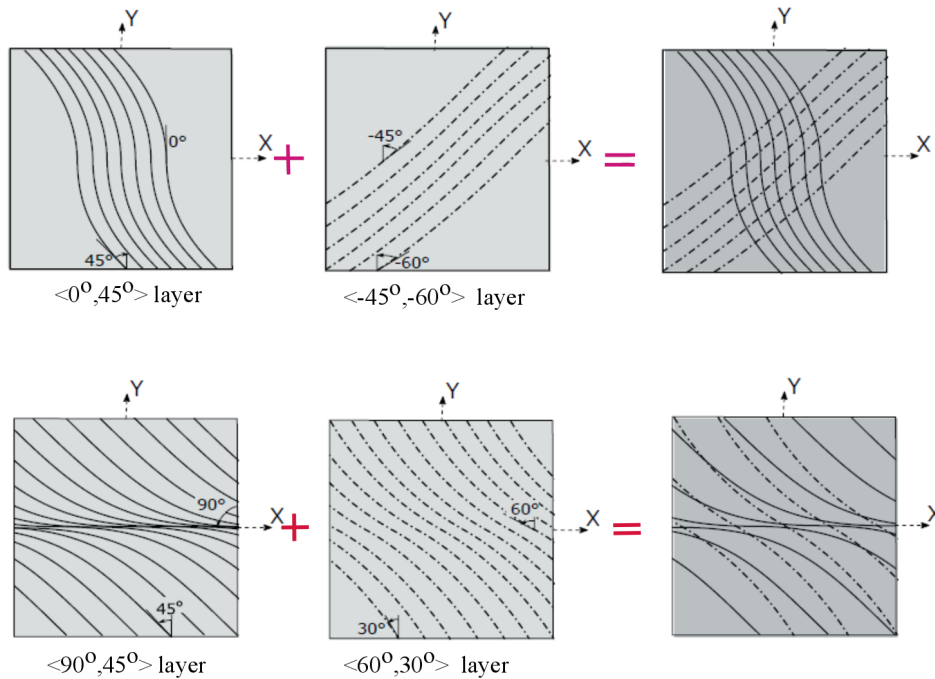 Y Y Y
0° X + -45° X = X
45° -60°
<0°,45°> layer <-45°,-60°> layer
Y Y Y
90° X + 60° X = X
45° 30°
<90°,45°> layer <60°,30°> layer